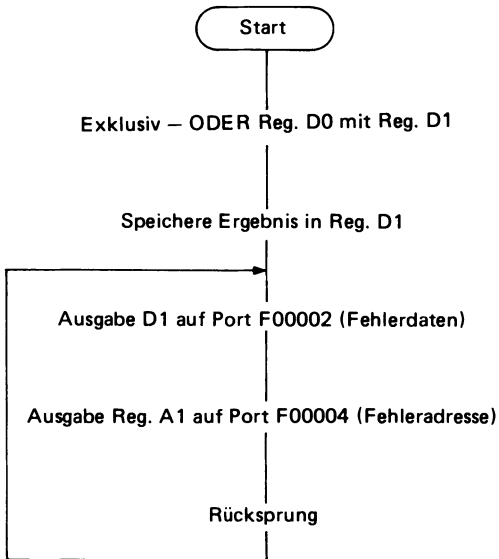 Start
Exklusiv – ODER Reg. D0 mit Reg. D1
Speichere Ergebnis in Reg. D1
Ausgabe D1 auf Port F00002 (Fehlerdaten)
Ausgabe Reg. A1 auf Port F00004 (Fehleradresse)
Rücksprung